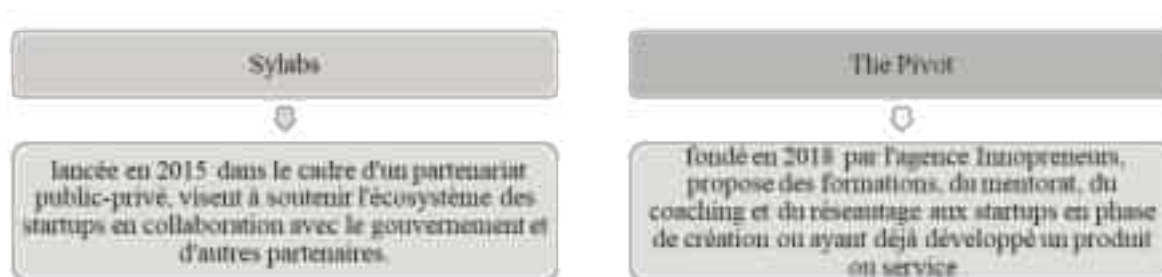 Sylabs
lancée en 2015 dans le cadre d'un partenariat
public-privé, visent à soutenir l'écosystème des
startups en collaboration avec le gouvernement et
d'autres partenaires.
The Pivot
fondé en 2018 par l'agence Innopreneurs,
propose des formations, du mentorat, du
coaching et du réseautage aux startups en phase
de création ou ayant déjà développé un produit
ou service